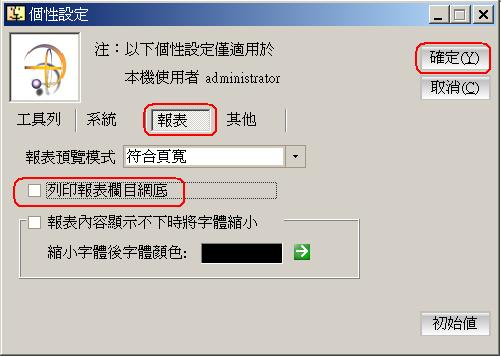 個性設定
注：以下個性設定僅適用於
本機使用者 administrator
確定(Y)
取消(C)
工具列
系統
報表
其他
報表預覽模式 符合頁寬
列印報表欄目網底
報表內容顯示不下時將字體縮小
縮小字體後字體顏色:
初始値